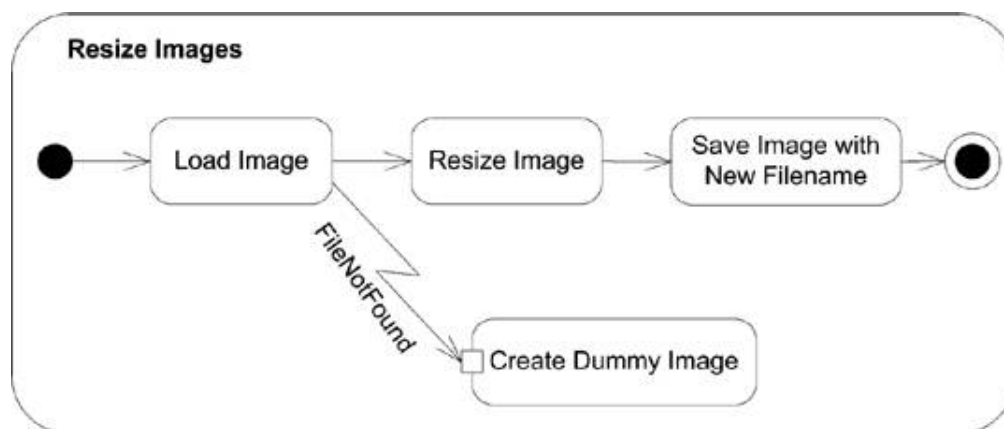 Resize Images
Load Image
Resize Image
Save Image with
New Filename
FileNotFound
Create Dummy Image